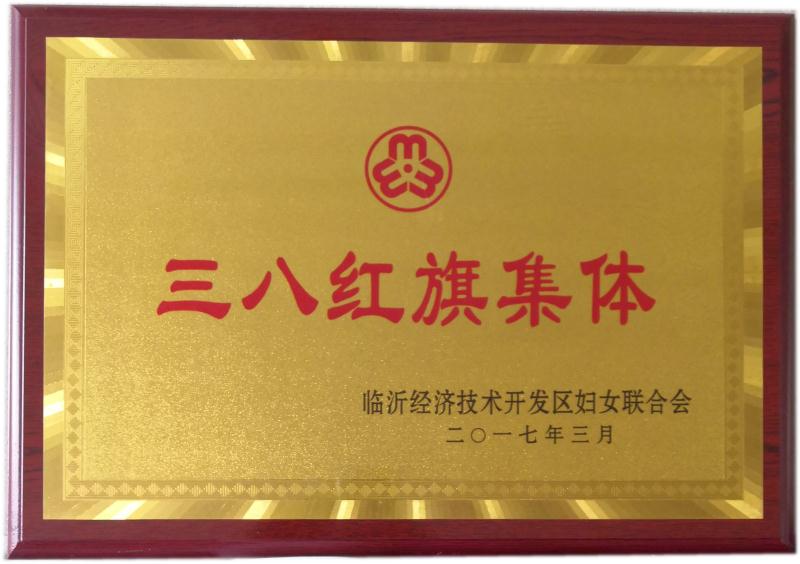 三八红旗集体
临沂经济技术开发区妇女联合会
二〇一七年三月